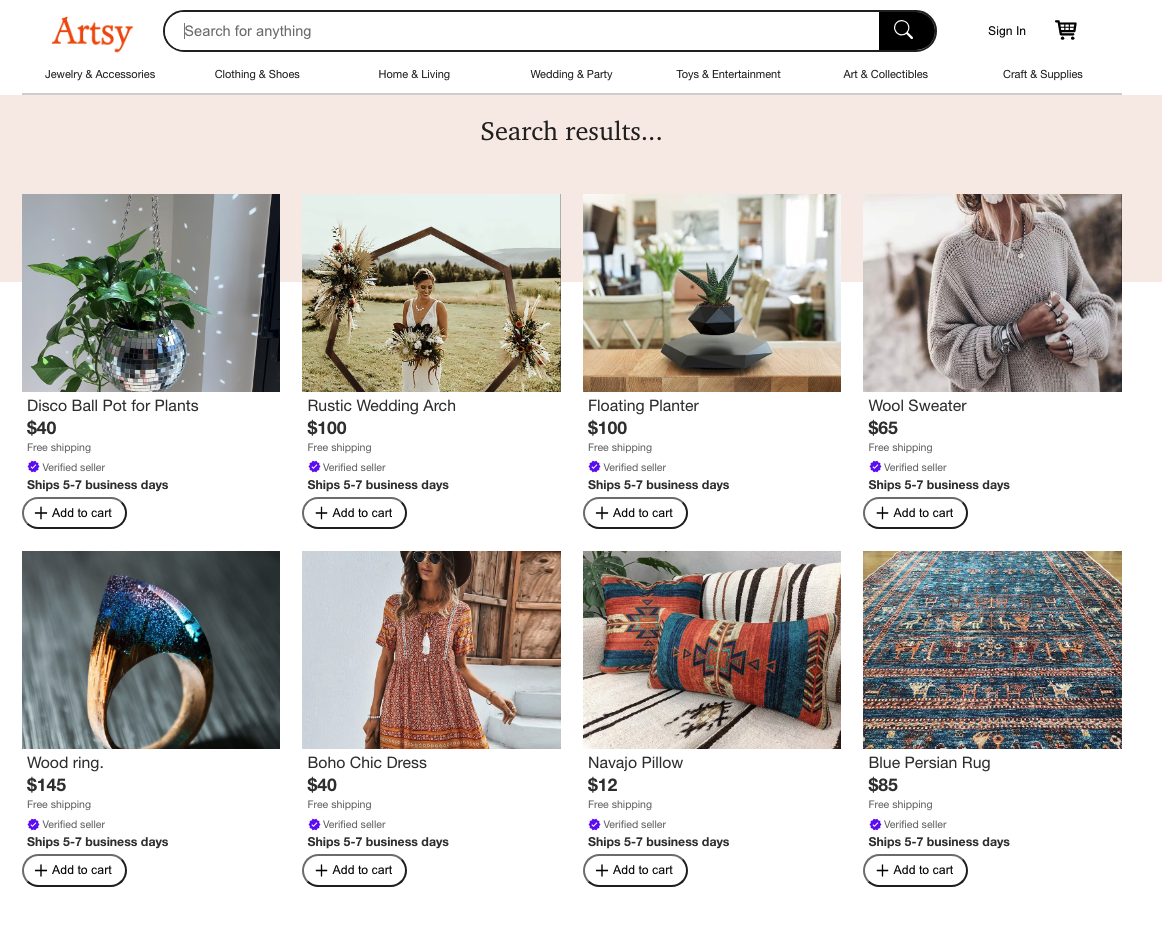 Artsy
Search for anything
Sign In
Jewelry & Accessories Clothing & Shoes Home & Living Wedding & Party Toys & Entertainment Art & Collectibles Craft & Supplies
Search results...
Disco Ball Pot for Plants Rustic Wedding Arch Floating Planter Wool Sweater
$40 $100 $100 $65
Free shipping Free shipping Free shipping Free shipping
Verified seller Verified seller Verified seller Verified seller
Ships 5-7 business days Ships 5-7 business days Ships 5-7 business days Ships 5-7 business days
Add to cart Add to cart Add to cart Add to cart
Wood ring. Boho Chic Dress Navajo Pillow Blue Persian Rug
$145 $40 $12 $85
Free shipping Free shipping Free shipping Free shipping
Verified seller Verified seller Verified seller Verified seller
Ships 5-7 business days Ships 5-7 business days Ships 5-7 business days Ships 5-7 business days
Add to cart Add to cart Add to cart Add to cart